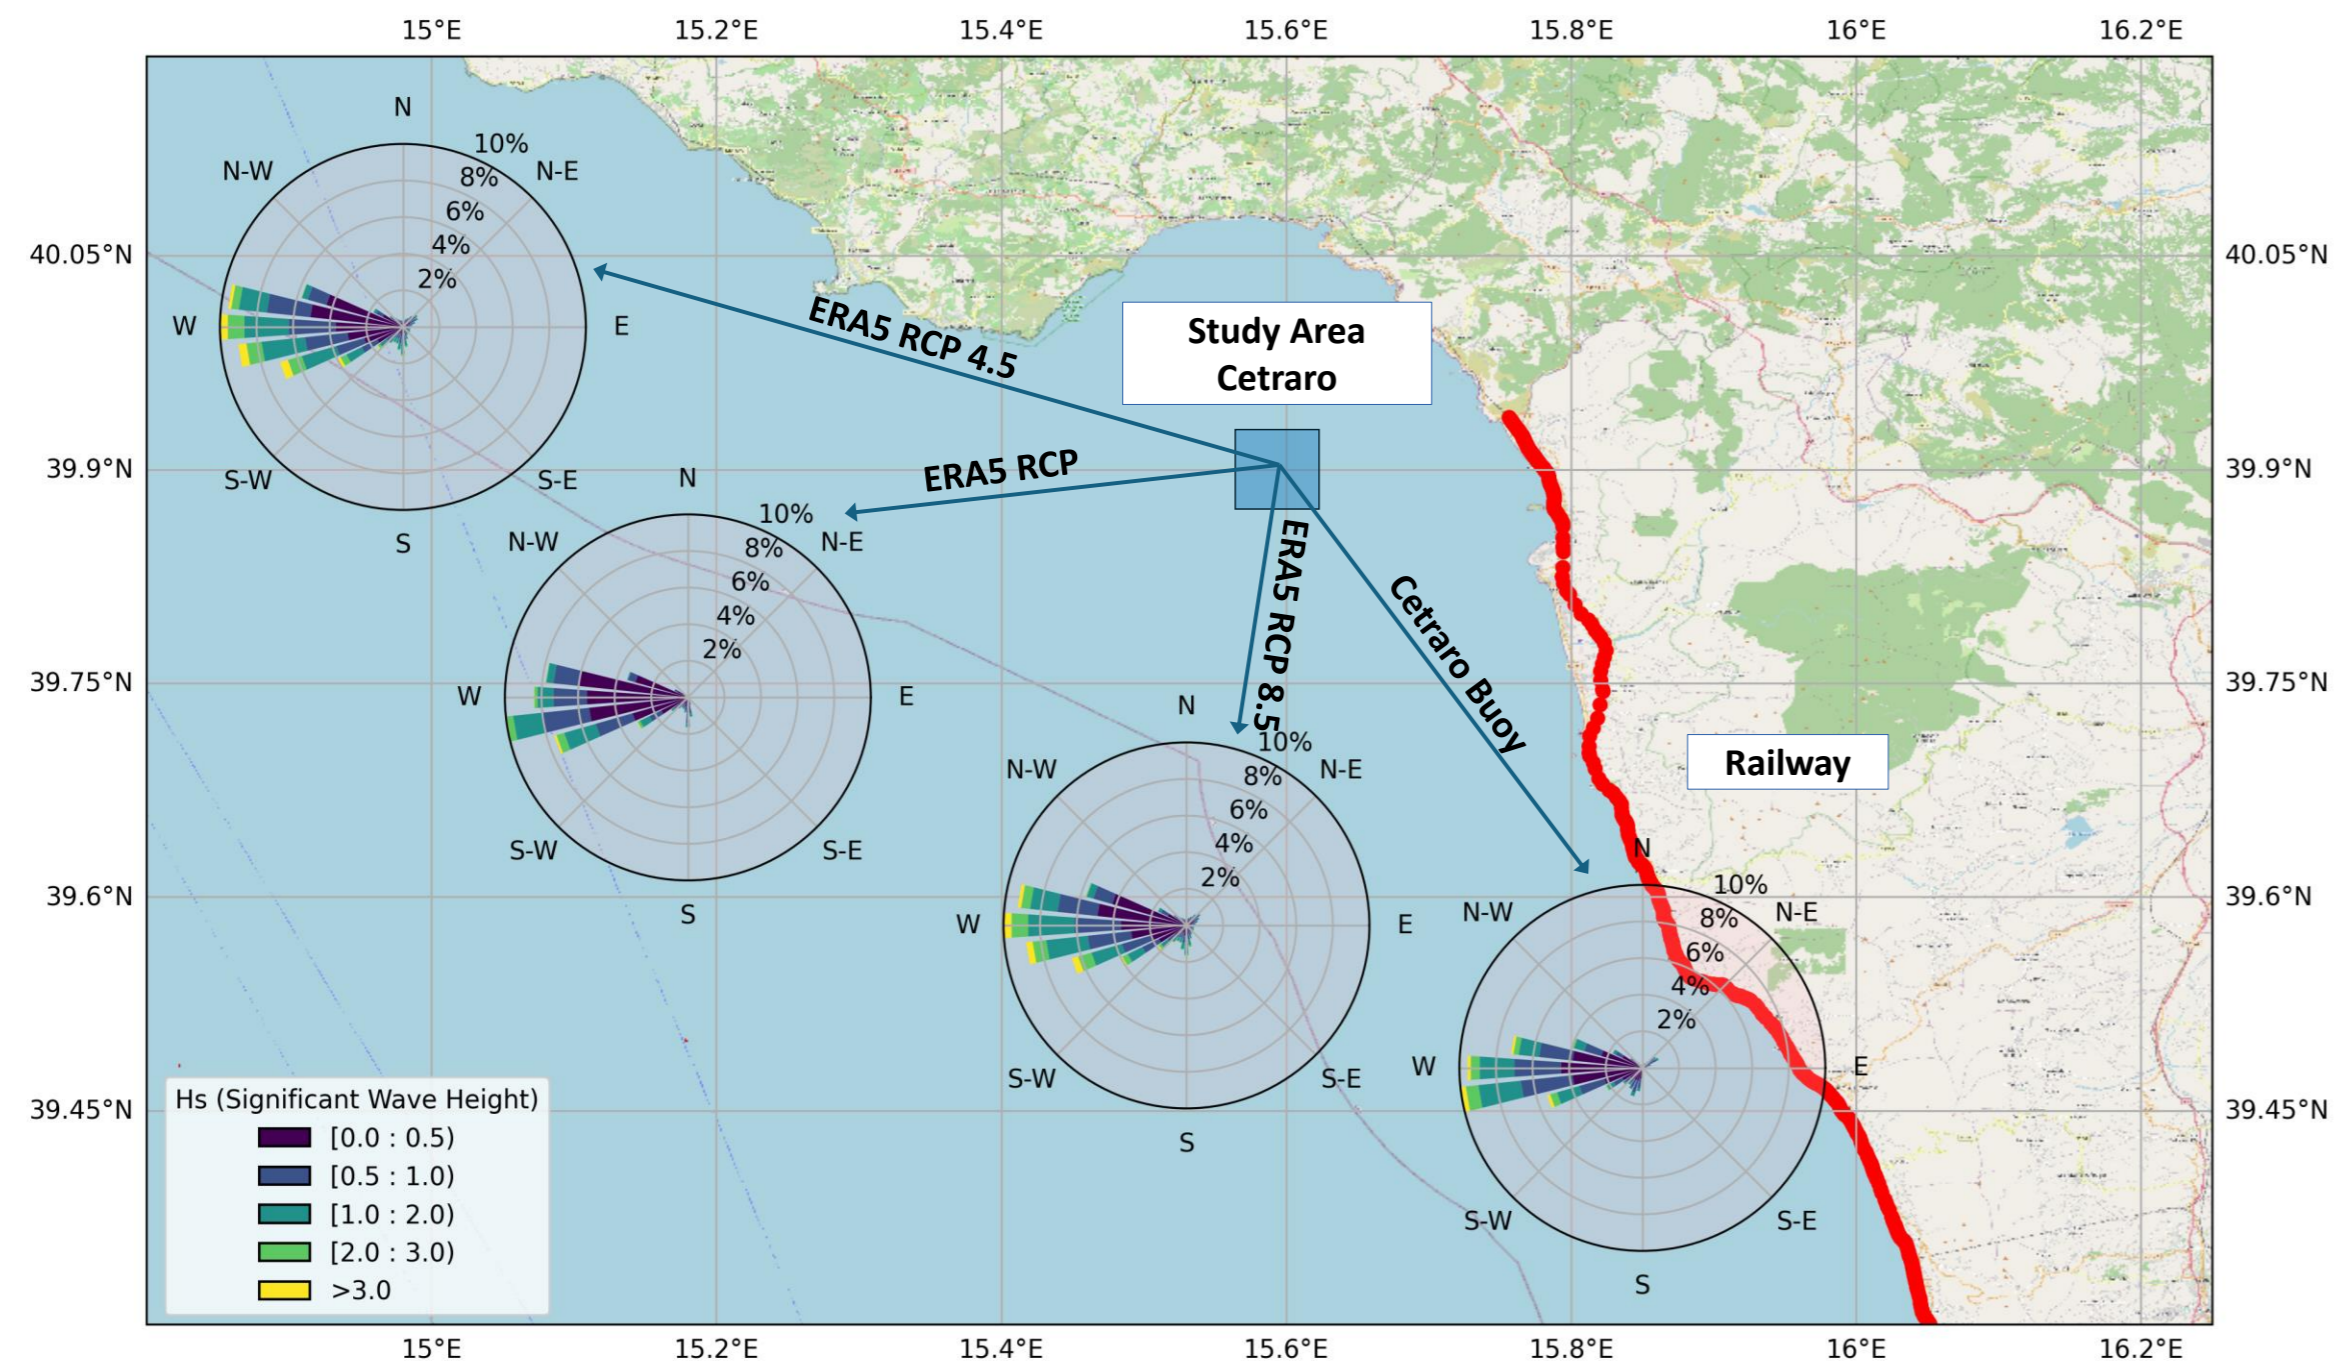 15°E 15.2°E 15.4°E 15.6°E 15.8°E 16°E 16.2°E
40.05°N 40.05°N
39.9°N 39.9°N
39.75°N 39.75°N
39.6°N 39.6°N
39.45°N 39.45°N
N
10%
N-W N-E
8%
6%
4%
2%
W E
S-W S-E
S
ERA5 RCP 4.5
Study Area
Cetraro
ERA5 RCP
N
10%
N-W N-E
8%
6%
4%
2%
W E
S-W S-E
S
ERA5 RCP 8.5
Cetraro Buoy
Railway
N
10%
N-W N-E
8%
6%
4%
2%
W E
S-W S-E
S
N
10%
N-W N-E
8%
6%
4%
2%
W E
S-W S-E
S
Hs (Significant Wave Height)
[0.0 : 0.5)
[0.5 : 1.0)
[1.0 : 2.0)
[2.0 : 3.0)
>3.0
15°E 15.2°E 15.4°E 15.6°E 15.8°E 16°E 16.2°E